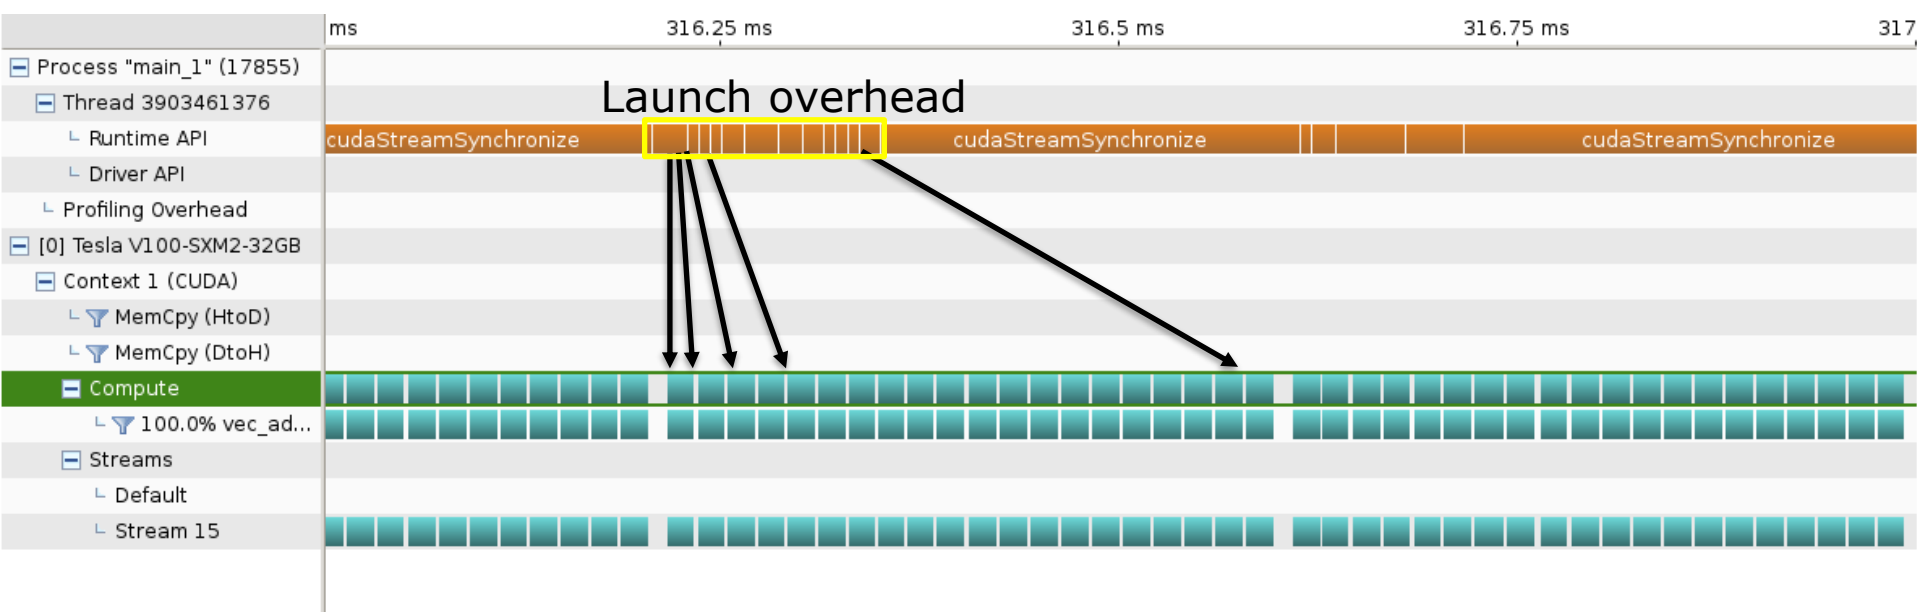 ms 316.25 ms 316.5 ms 316.75 ms 317
Process "main_1" (17855)
Thread 3903461376
Launch overhead
Runtime API cudaStreamSynchronize cudaStreamSynchronize cudaStreamSynchronize
Driver API
Profiling Overhead
[0] Tesla V100-SXM2-32GB
Context 1 (CUDA)
MemCpy (HtoD)
MemCpy (DtoH)
Compute
100.0% vec_ad...
Streams
Default
Stream 15